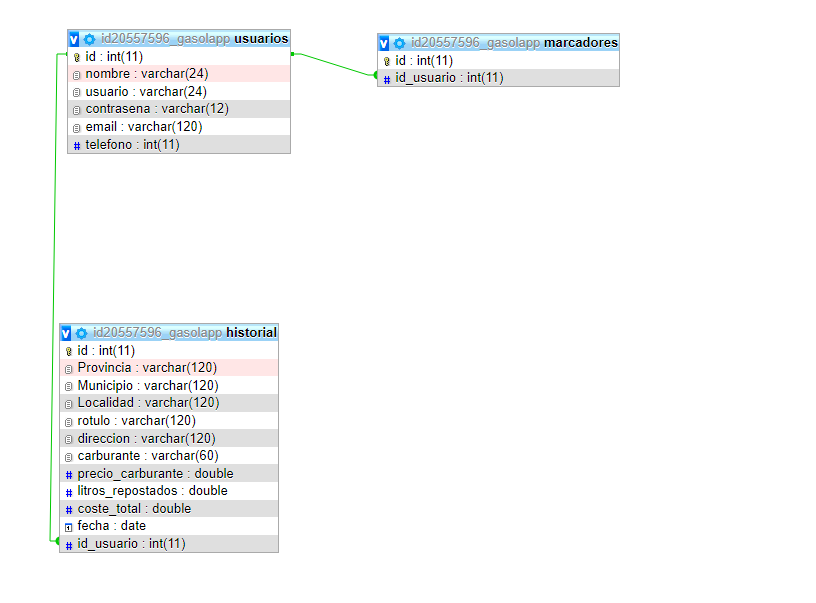 id20557596_gasolapp usuarios
id : int(11)
nombre : varchar(24)
usuario : varchar(24)
contrasena : varchar(12)
email : varchar(120)
telefono : int(11)
id20557596_gasolapp marcadores
id : int(11)
id_usuario : int(11)
id20557596_gasolapp historial
id : int(11)
Provincia : varchar(120)
Municipio : varchar(120)
Localidad : varchar(120)
rotulo : varchar(120)
direccion : varchar(120)
carburante : varchar(60)
precio_carburante : double
litros_repostados : double
coste_total : double
fecha : date
id_usuario : int(11)